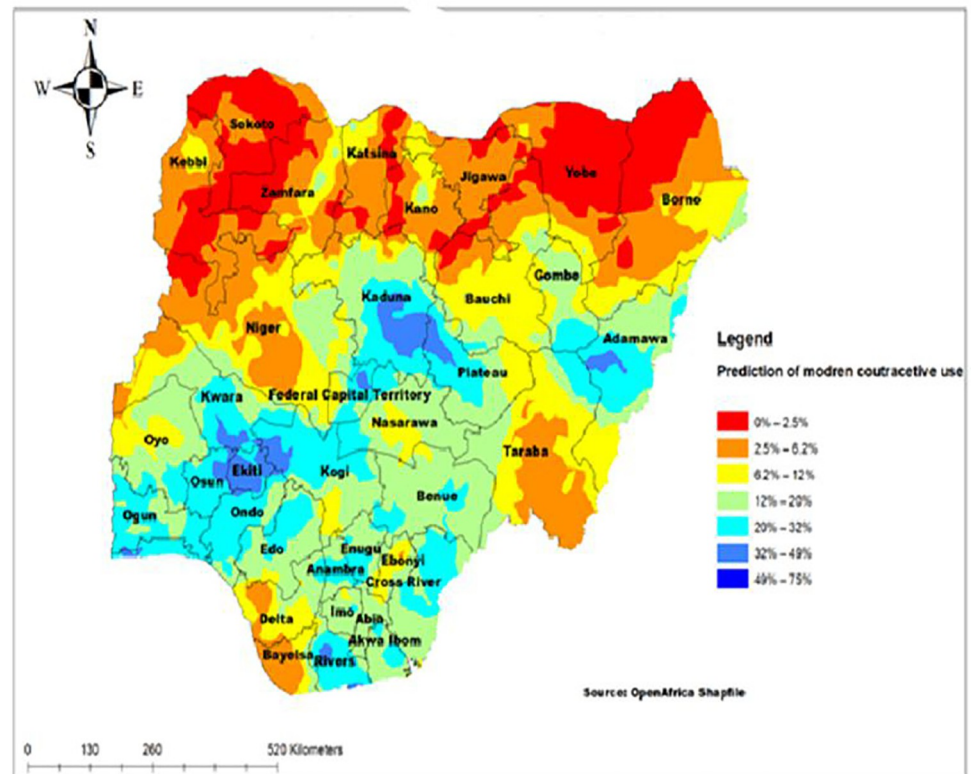 N
W E
S
Sokoto
Kebbi
Katsina
Zamfara
Jigawa
Kano
Yobe
Borno
Gombe
Bauchi
Kaduna
Niger
Adamawa
Plateau
Kwara
Federal Capital Territory
Nasarawa
Oyo
Taraba
Ekiti
Kogi
Osun
Benue
Ogun
Ondo
Edo
Enugu
Ebonyi
Anambra
Cross River
Delta
Imo
Abia
Akwa Ibom
Bayelsa
Rivers
Legend
Prediction of modren coutracetive use
0% – 2.5%
2.5% – 6.2%
6.2% – 12%
12% – 20%
20% – 32%
32% – 49%
49% – 75%
Source: OpenAfrica Shapfile
0 130 260 520 Kilometers